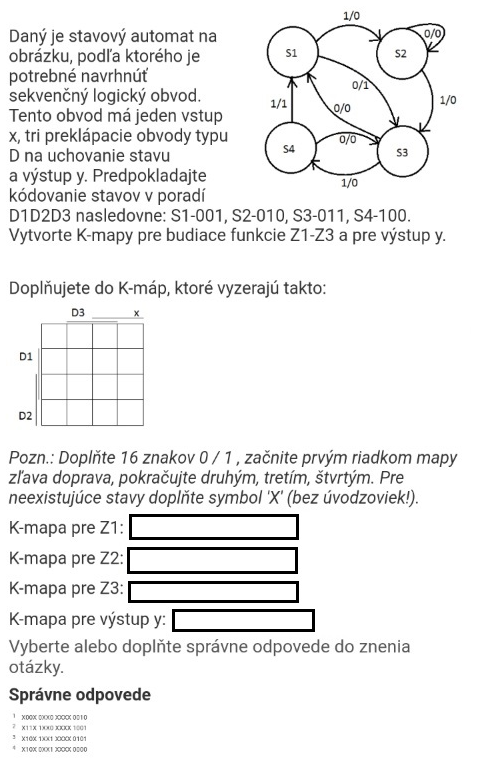 Daný je stavový automat na
obrázku, podľa ktorého je
potrebné navrhnúť
sekvenčný logický obvod.
Tento obvod má jeden vstup
x, tri preklápacie obvody typu
D na uchovanie stavu
a výstup y. Predpokladajte
kódovanie stavov v poradí
D1D2D3 nasledovne: S1-001, S2-010, S3-011, S4-100.
Vytvorte K-mapy pre budiace funkcie Z1-Z3 a pre výstup y.
1/0
0/0
S1
S2
0/1
1/1
0/0
1/0
S4
0/0
S3
1/0
Doplňujete do K-máp, ktoré vyzerajú takto:
D3 x
D1
D2
Pozn.: Doplňte 16 znakov 0 / 1 , začnite prvým riadkom mapy
zľava doprava, pokračujte druhým, tretím, štvrtým. Pre
neexistujúce stavy doplňte symbol 'X' (bez úvodzoviek!).
K-mapa pre Z1:
K-mapa pre Z2:
K-mapa pre Z3:
K-mapa pre výstup y:
Vyberte alebo doplňte správne odpovede do znenia
otázky.
Správne odpovede
1 X00X 0XX0 XXXX 0010
2 X11X 1XX0 XXXX 1001
3 X10X 1XX1 XXXX 0101
4 X10X 0XX1 XXXX 0000